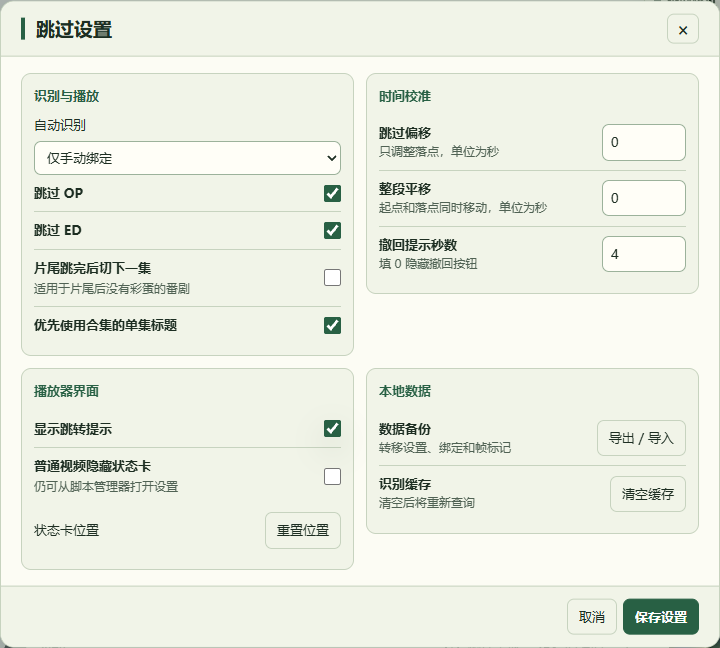 跳过设置
×
识别与播放
自动识别
仅手动绑定
跳过 OP
跳过 ED
片尾跳完后切下一集
适用于片尾后没有彩蛋的番剧
优先使用合集的单集标题
时间校准
跳过偏移
只调整落点，单位为秒
0
整段平移
起点和落点同时移动，单位为秒
0
撤回提示秒数
填 0 隐藏撤回按钮
4
播放器界面
显示跳转提示
普通视频隐藏状态卡
仍可从脚本管理器打开设置
状态卡位置
重置位置
本地数据
数据备份
转移设置、绑定和帧标记
导出 / 导入
识别缓存
清空后将重新查询
清空缓存
取消
保存设置